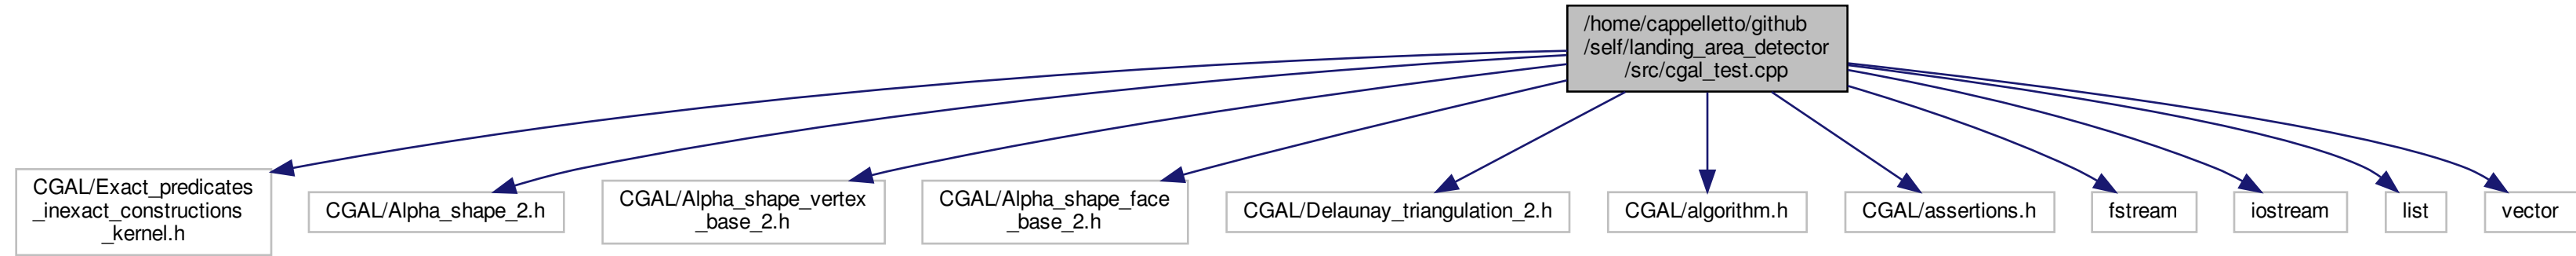 /home/cappelletto/github
/self/landing_area_detector
/src/cgal_test.cpp
CGAL/Exact_predicates
_inexact_constructions
_kernel.h
CGAL/Alpha_shape_2.h
CGAL/Alpha_shape_vertex
_base_2.h
CGAL/Alpha_shape_face
_base_2.h
CGAL/Delaunay_triangulation_2.h
CGAL/algorithm.h
CGAL/assertions.h
fstream
iostream
list
vector